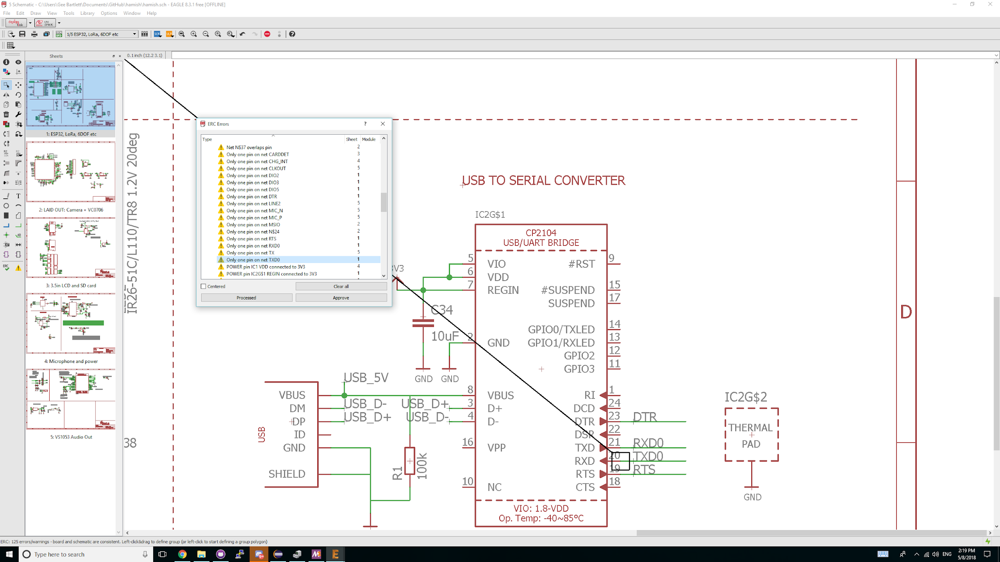 5 Schematic - C:\Users\Gee Bartlett\Documents\GitHub\hamish\hamish.sch - EAGLE 8.3.1 free [OFFLINE]
File Edit Draw View Tools Library Options Window Help
design link
LTC SPICE
SCH BRD
1/5 ESP32, LoRa, 6DOF etc
SCR
ULP
Sheets
0.1 inch (12.2 3.1)
1: ESP32, LoRa, 6DOF etc
2: LAID OUT: Camera + VC0706
3: 3.5in LCD and SD card
4: Microphone and power
5: VS1053 Audio Out
R2
10k
R2
10k
T
ERC
IR26-51C/L110/TR8 1.2V 20deg
38
ERC Errors
?
Type Sheet Module
Net N$37 overlaps pin 2
Only one pin on net CARDDET 3
Only one pin on net CHG_INT 4
Only one pin on net CLKOUT 5
Only one pin on net DIO2 1
Only one pin on net DIO3 1
Only one pin on net DIO5 1
Only one pin on net DTR 1
Only one pin on net LINE2 5
Only one pin on net MIC_N 5
Only one pin on net MIC_P 5
Only one pin on net MSIO 2
Only one pin on net N$24 2
Only one pin on net RTS 1
Only one pin on net RXD0 1
Only one pin on net TX 5
Only one pin on net TXD0 1
POWER pin IC1 VDD connected to 3V3 4
POWER pin IC2G$1 REGIN connected to 3V3 1
Centered
Clear all
Processed
Approve
USB TO SERIAL CONVERTER
IC2G$1
CP2104
USB/UART BRIDGE
5 VIO #RST 9
6 VDD
7 REGIN #SUSPEND 15
SUSPEND 17
GPIO0/TXLED 14
2 GND GPIO1/RXLED 13
GPIO2 12
GPIO3 11
8 VBUS RI 1
3 D+ DCD 24
4 D- DTR 23
DSR 22
16 VPP TXD 21
RXD 20
RTS 19
10 NC CTS 18
VIO: 1.8-VDD
Op. Temp: -40~85°C
V3
C34
10uF
GND
GND
USB_5V
USB_D-
USB_D+
USB_D+
USB_D-
USB
VBUS
DM
DP
ID
GND
SHIELD
R1
100k
DTR
RXD0
TXD0
RTS
IC2G$2
THERMAL
PAD
GND
D
ERC: 125 errors/warnings - board and schematic are consistent. Left-click&drag to define group (or left-click to start defining a group polygon)
Type here to search
9+
ENG
2:19 PM
5/8/2018